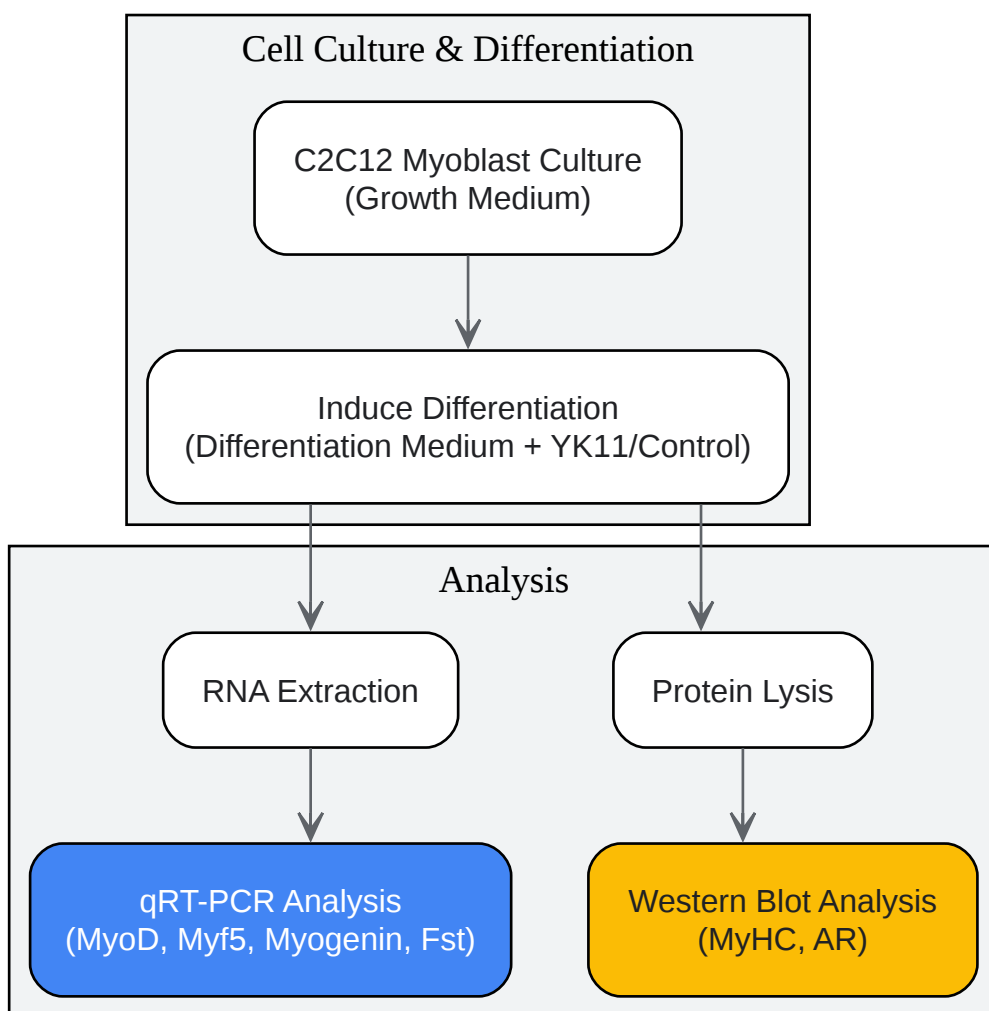 Cell Culture & Differentiation
C2C12 Myoblast Culture
(Growth Medium)
Induce Differentiation
(Differentiation Medium + YK11/Control)
Analysis
RNA Extraction
Protein Lysis
qRT-PCR Analysis
(MyoD, Myf5, Myogenin, Fst)
Western Blot Analysis
(MyHC, AR)